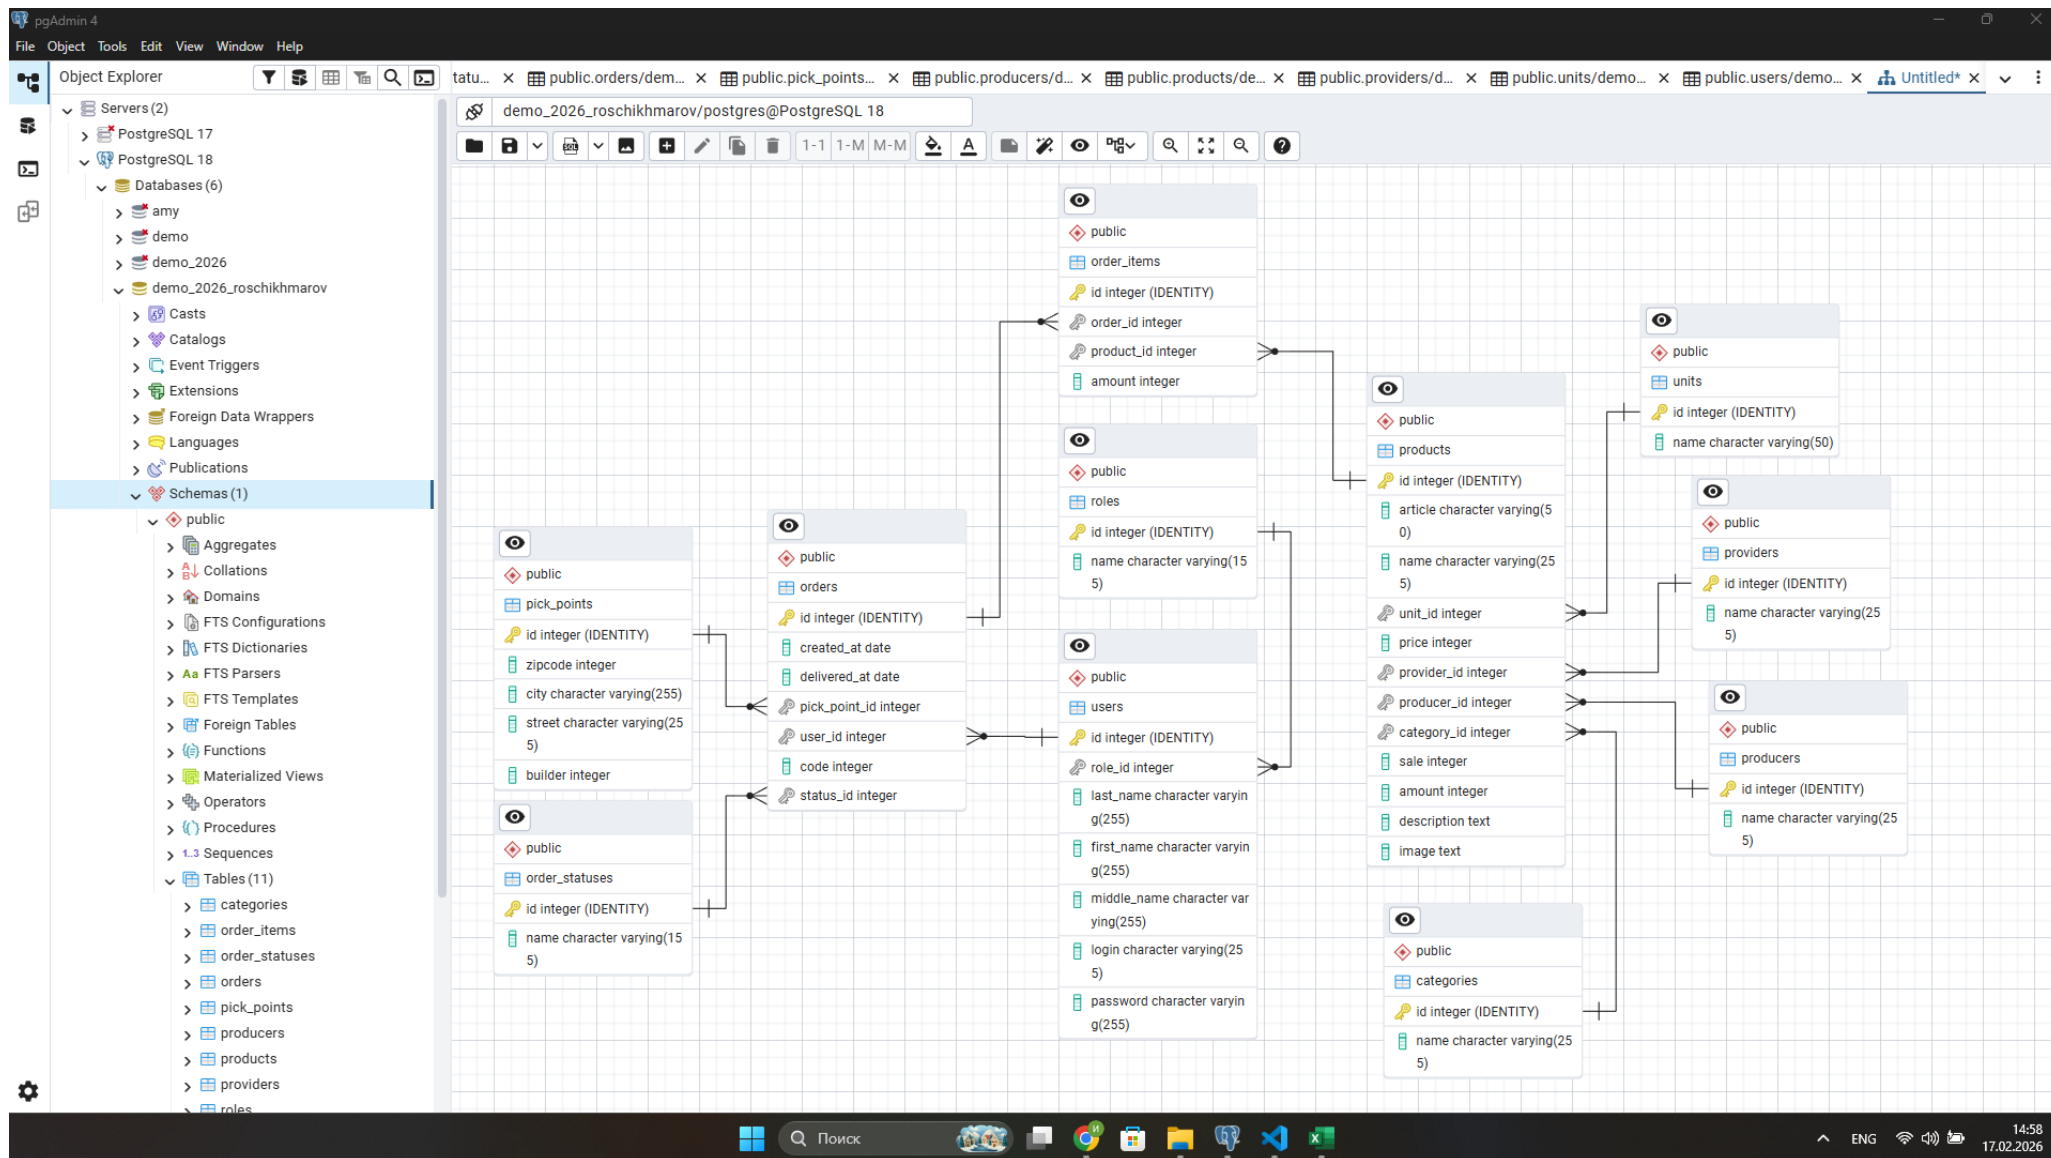 pgAdmin 4
File Object Tools Edit View Window Help
Object Explorer
tatu... public.orders/dem... public.pick_points... public.producers/d... public.products/de... public.providers/d... public.units/demo... public.users/demo... Untitled*
demo_2026_roschikhmarov/postgres@PostgreSQL 18
1-1 1-M M-M
Servers (2)
PostgreSQL 17
PostgreSQL 18
Databases (6)
amy
demo
demo_2026
demo_2026_roschikhmarov
Casts
Catalogs
Event Triggers
Extensions
Foreign Data Wrappers
Languages
Publications
Schemas (1)
public
Aggregates
Collations
Domains
FTS Configurations
FTS Dictionaries
FTS Parsers
FTS Templates
Foreign Tables
Functions
Materialized Views
Operators
Procedures
Sequences
Tables (11)
categories
order_items
order_statuses
orders
pick_points
producers
products
providers
roles
public
pick_points
id integer (IDENTITY)
zipcode integer
city character varying(255)
street character varying(25
5)
builder integer
public
order_statuses
id integer (IDENTITY)
name character varying(15
5)
public
orders
id integer (IDENTITY)
created_at date
delivered_at date
pick_point_id integer
user_id integer
code integer
status_id integer
public
order_items
id integer (IDENTITY)
order_id integer
product_id integer
amount integer
public
roles
id integer (IDENTITY)
name character varying(15
5)
public
users
id integer (IDENTITY)
role_id integer
last_name character varyin
g(255)
first_name character varyin
g(255)
middle_name character var
ying(255)
login character varying(25
5)
password character varyin
g(255)
public
products
id integer (IDENTITY)
article character varying(5
0)
name character varying(25
5)
unit_id integer
price integer
provider_id integer
producer_id integer
category_id integer
sale integer
amount integer
description text
image text
public
categories
id integer (IDENTITY)
name character varying(25
5)
public
units
id integer (IDENTITY)
name character varying(50)
public
providers
id integer (IDENTITY)
name character varying(25
5)
public
producers
id integer (IDENTITY)
name character varying(25
5)
Поиск
ENG
14:58
17.02.2026